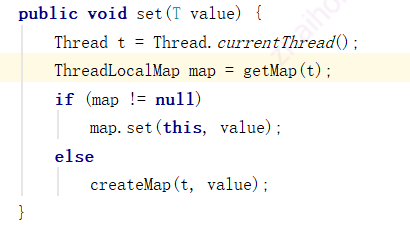 public void set(T value) {
Thread t = Thread.currentThread();
ThreadLocalMap map = getMap(t);
if (map != null)
map.set(this, value);
else
createMap(t, value);
}